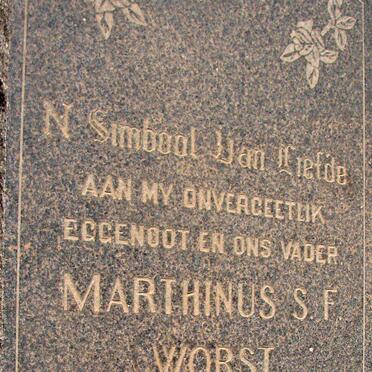 N Simbool Van Liefde
AAN MY ONVERGEETLIK
EGGENOOT EN ONS VADER
MARTHINUS S.F.
WORST